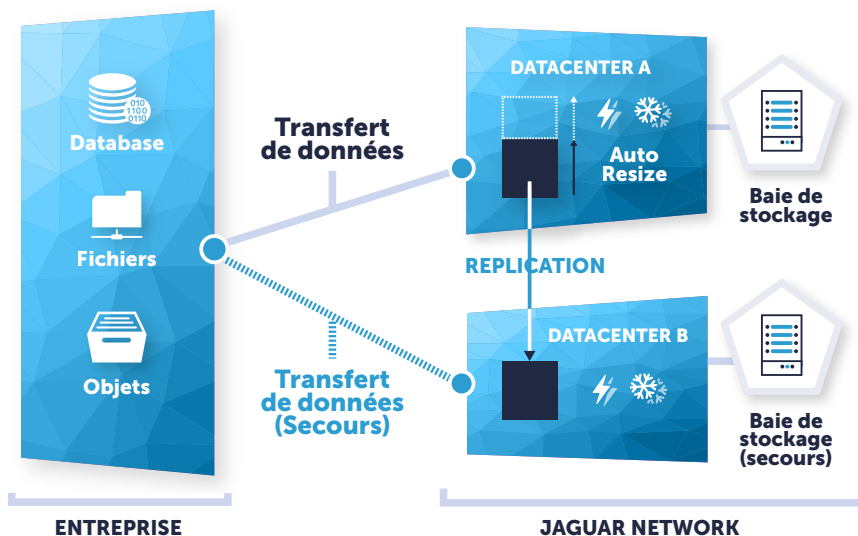 010
1100
0110
Database
Fichiers
Objets
ENTREPRISE
Transfert
de données
Transfert
de données
(Secours)
DATACENTER A
Auto
Resize
REPLICATION
DATACENTER B
Baie de
stockage
Baie de
stockage
(secours)
JAGUAR NETWORK